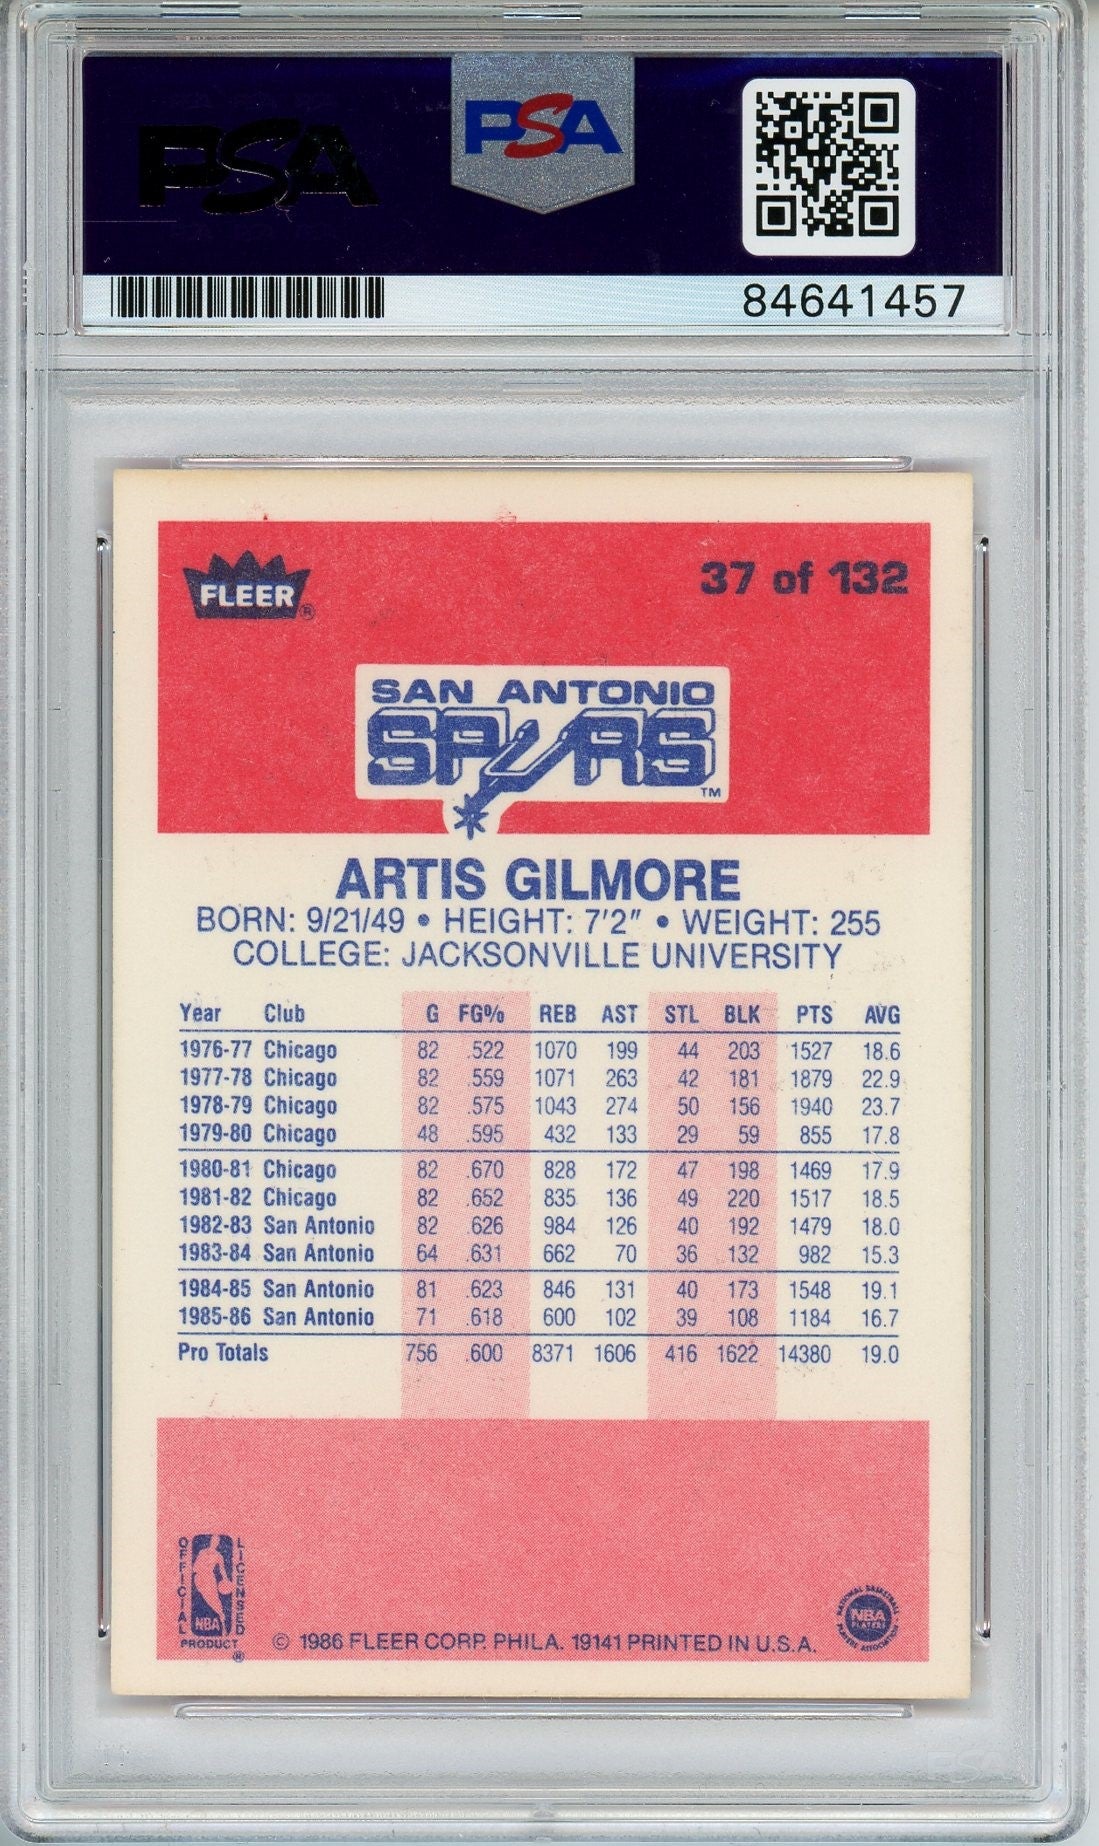 PSA
PSA
84641457
FLEER®
37 of 132
SAN ANTONIO
SPURS
TM
ARTIS GILMORE
BORN: 9/21/49 • HEIGHT: 7'2" • WEIGHT: 255
COLLEGE: JACKSONVILLE UNIVERSITY
Year Club G FG% REB AST STL BLK PTS AVG
1976-77 Chicago 82 .522 1070 199 44 203 1527 18.6
1977-78 Chicago 82 .559 1071 263 42 181 1879 22.9
1978-79 Chicago 82 .575 1043 274 50 156 1940 23.7
1979-80 Chicago 48 .595 432 133 29 59 855 17.8
1980-81 Chicago 82 .670 828 172 47 198 1469 17.9
1981-82 Chicago 82 .652 835 136 49 220 1517 18.5
1982-83 San Antonio 82 .626 984 126 40 192 1479 18.0
1983-84 San Antonio 64 .631 662 70 36 132 982 15.3
1984-85 San Antonio 81 .623 846 131 40 173 1548 19.1
1985-86 San Antonio 71 .618 600 102 39 108 1184 16.7
Pro Totals 756 .600 8371 1606 416 1622 14380 19.0
OFFICIAL
LICENSED
NBA
PRODUCT
®
© 1986 FLEER CORP. PHILA. 19141 PRINTED IN U.S.A.
NATIONAL BASKETBALL
NBA
PLAYERS
PLAYERS ASSOCIATION
PSA